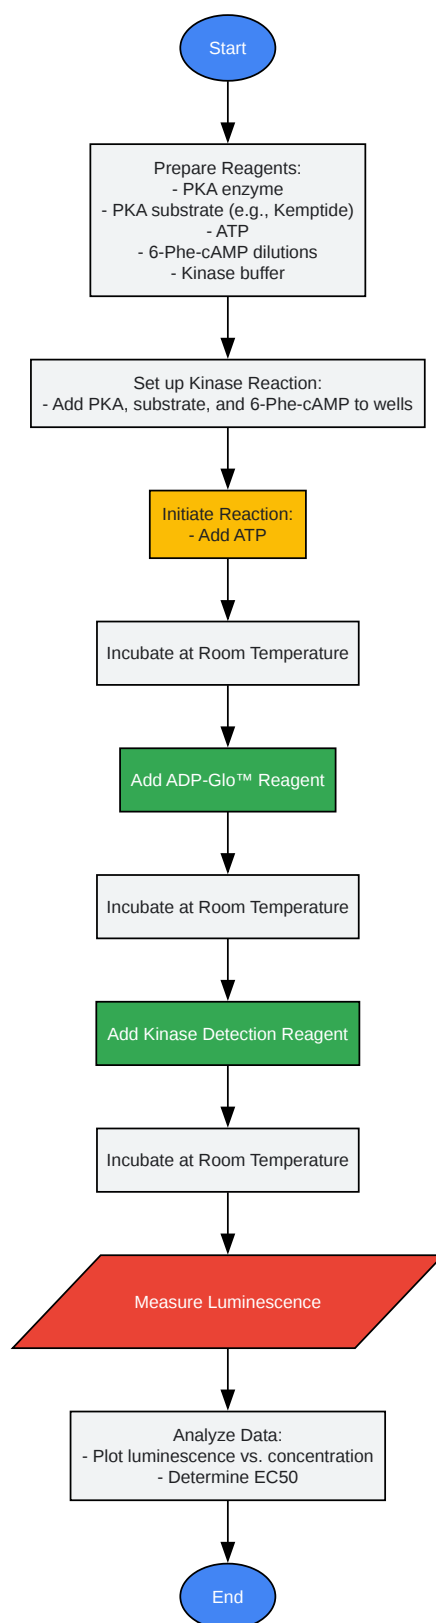 Start
Prepare Reagents:
- PKA enzyme
- PKA substrate (e.g., Kemptide)
- ATP
- 6-Phe-cAMP dilutions
- Kinase buffer
Set up Kinase Reaction:
- Add PKA, substrate, and 6-Phe-cAMP to wells
Initiate Reaction:
- Add ATP
Incubate at Room Temperature
Add ADP-Glo™ Reagent
Incubate at Room Temperature
Add Kinase Detection Reagent
Incubate at Room Temperature
Measure Luminescence
Analyze Data:
- Plot luminescence vs. concentration
- Determine EC50
End